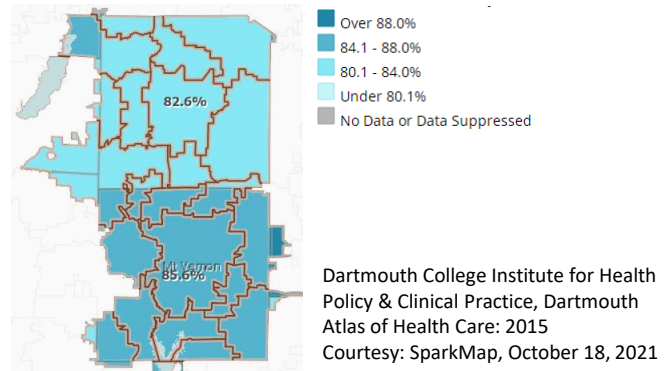 82.6%
Mt Vernon
85.6%
Over 88.0%
84.1 - 88.0%
80.1 - 84.0%
Under 80.1%
No Data or Data Suppressed
Dartmouth College Institute for Health
Policy & Clinical Practice, Dartmouth
Atlas of Health Care: 2015
Courtesy: SparkMap, October 18, 2021